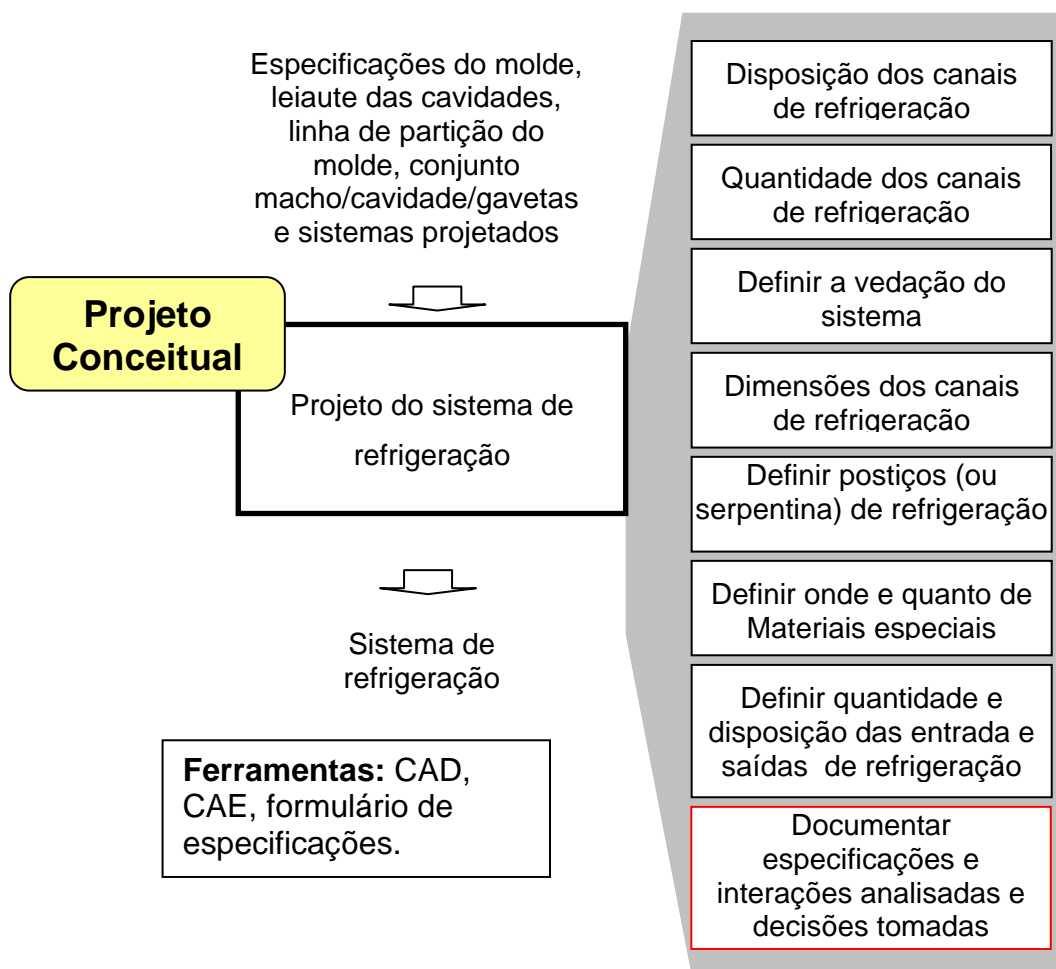 Especificações do molde,
leiaute das cavidades,
linha de partição do
molde, conjunto
macho/cavidade/gavetas
e sistemas projetados
Projeto
Conceitual
Projeto do sistema de
refrigeração
Sistema de
refrigeração
Ferramentas: CAD,
CAE, formulário de
especificações.
Disposição dos canais
de refrigeração
Quantidade dos canais
de refrigeração
Definir a vedação do
sistema
Dimensões dos canais
de refrigeração
Definir postiços (ou
serpentina) de refrigeração
Definir onde e quanto de
Materiais especiais
Definir quantidade e
disposição das entrada e
saídas de refrigeração
Documentar
especificações e
interações analisadas e
decisões tomadas